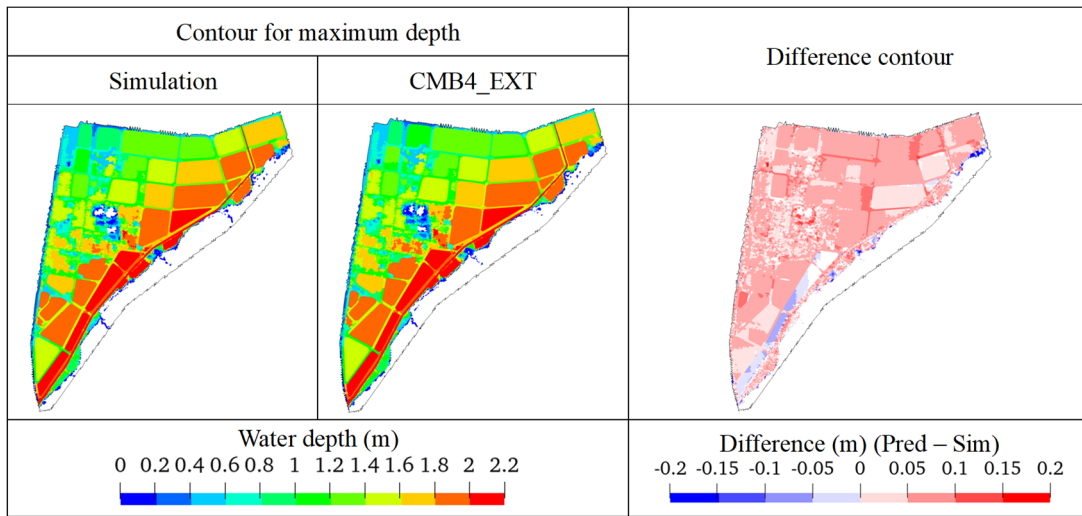 Contour for maximum depth
Difference contour
Simulation
CMB4_EXT
Water depth (m)
0 0.2 0.4 0.6 0.8 1 1.2 1.4 1.6 1.8 2 2.2
Difference (m) (Pred – Sim)
-0.2 -0.15 -0.1 -0.05 0 0.05 0.1 0.15 0.2